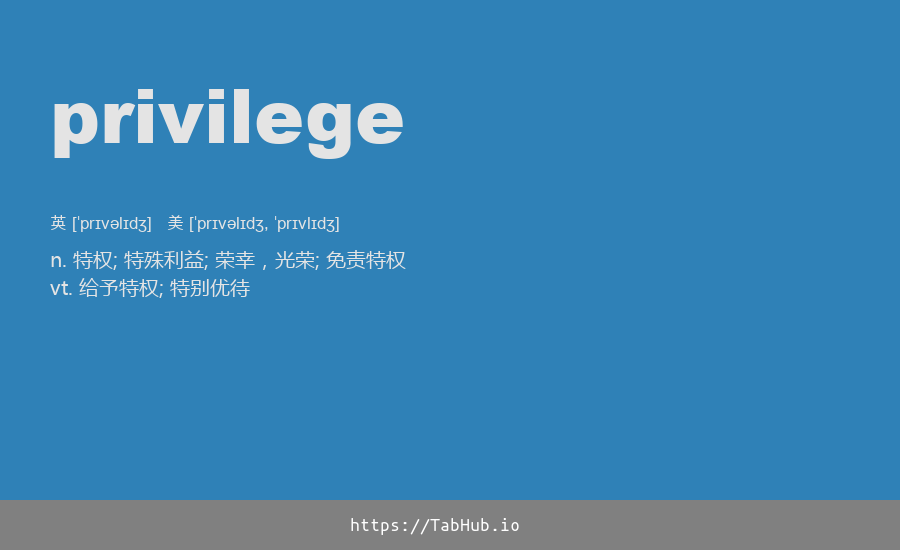 privilege
英 [ˈprɪvəlɪdʒ] 美 [ˈprɪvəlɪdʒ, ˈprɪvlɪdʒ]
n. 特权; 特殊利益; 荣幸，光荣; 免责特权
vt. 给予特权; 特别优待
https://TabHub.io